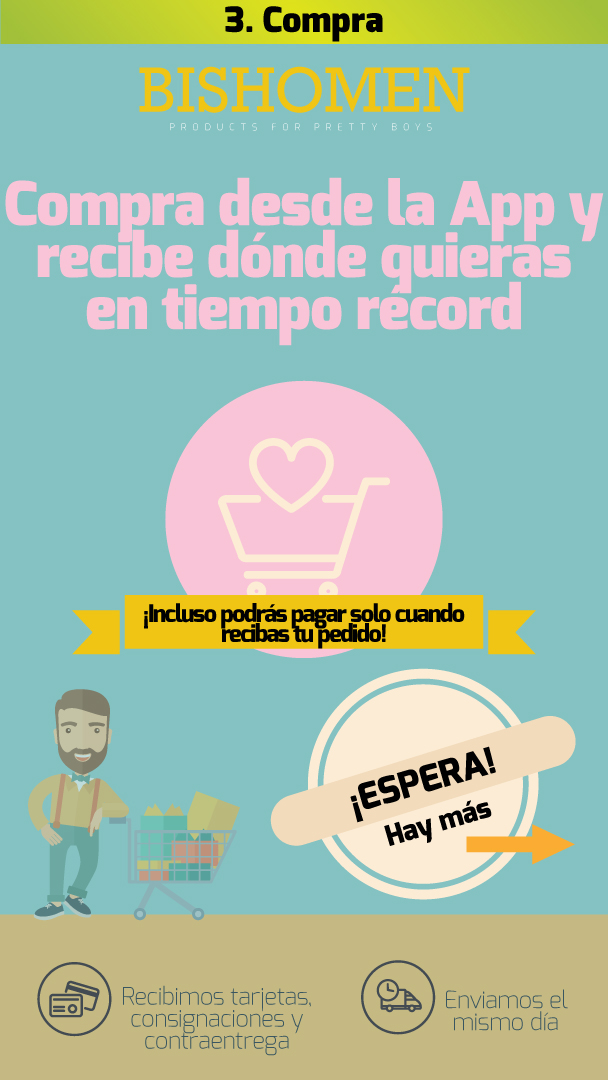 3. Compra
BISHOMEN
PRODUCTS FOR PRETTY BOYS
Compra desde la App y
recibe dónde quieras
en tiempo récord
¡Incluso podrás pagar solo cuando
recibas tu pedido!
¡ESPERA!
Hay más
Recibimos tarjetas,
consignaciones y
contraentrega
Enviamos el
mismo día